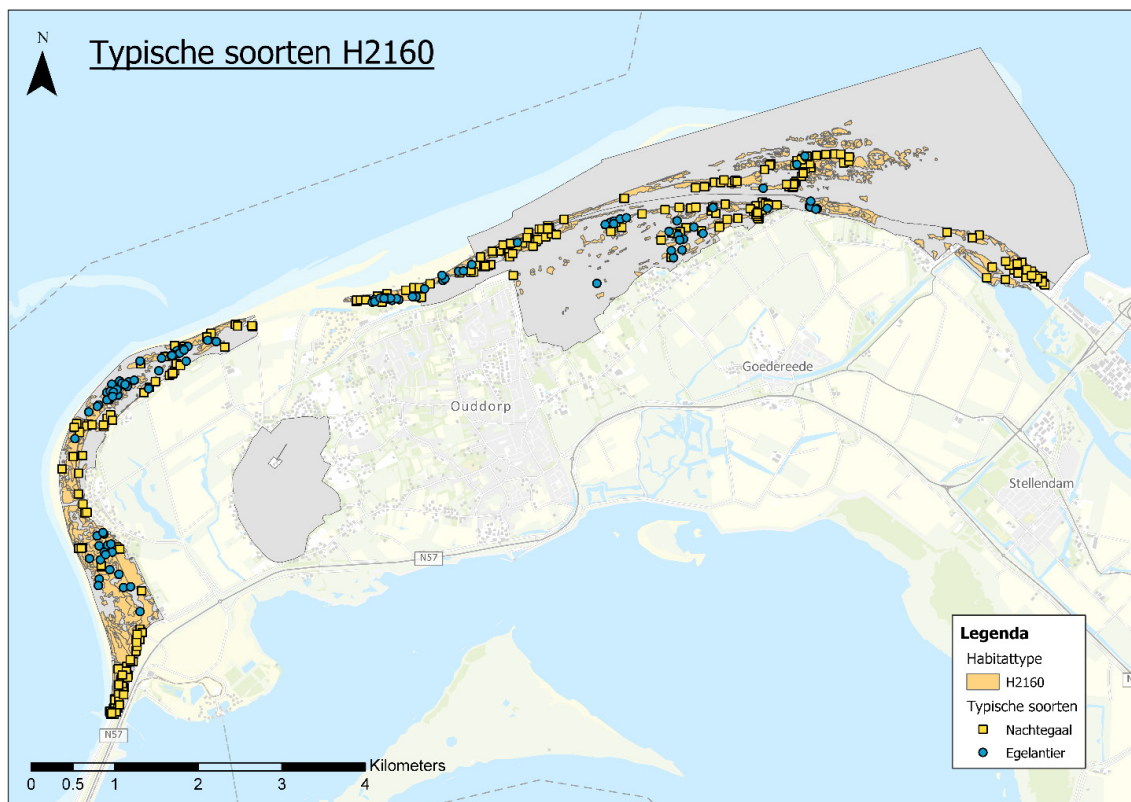 N
Typische soorten H2160
Goedereede
Ouddorp
Stellendam
N57
N57
N
Legenda
Habitattype
H2160
Typische soorten
Nachtegaal
Egelantier
Kilometers
0 0.5 1 2 3 4